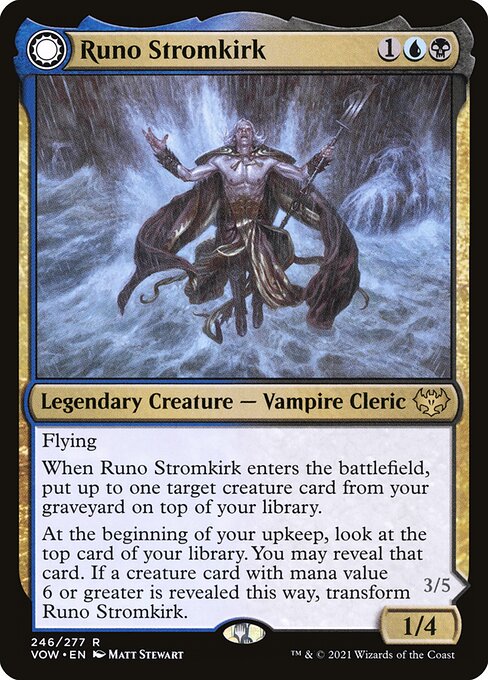 Runo Stromkirk 1
Legendary Creature — Vampire Cleric
Flying
When Runo Stromkirk enters the battlefield,
put up to one target creature card from your
graveyard on top of your library.
At the beginning of your upkeep, look at the
top card of your library. You may reveal that
card. If a creature card with mana value
6 or greater is revealed this way, transform
Runo Stromkirk.
3/5
1/4
246/277 R
VOW • EN Matt Stewart
™ & © 2021 Wizards of the Coast